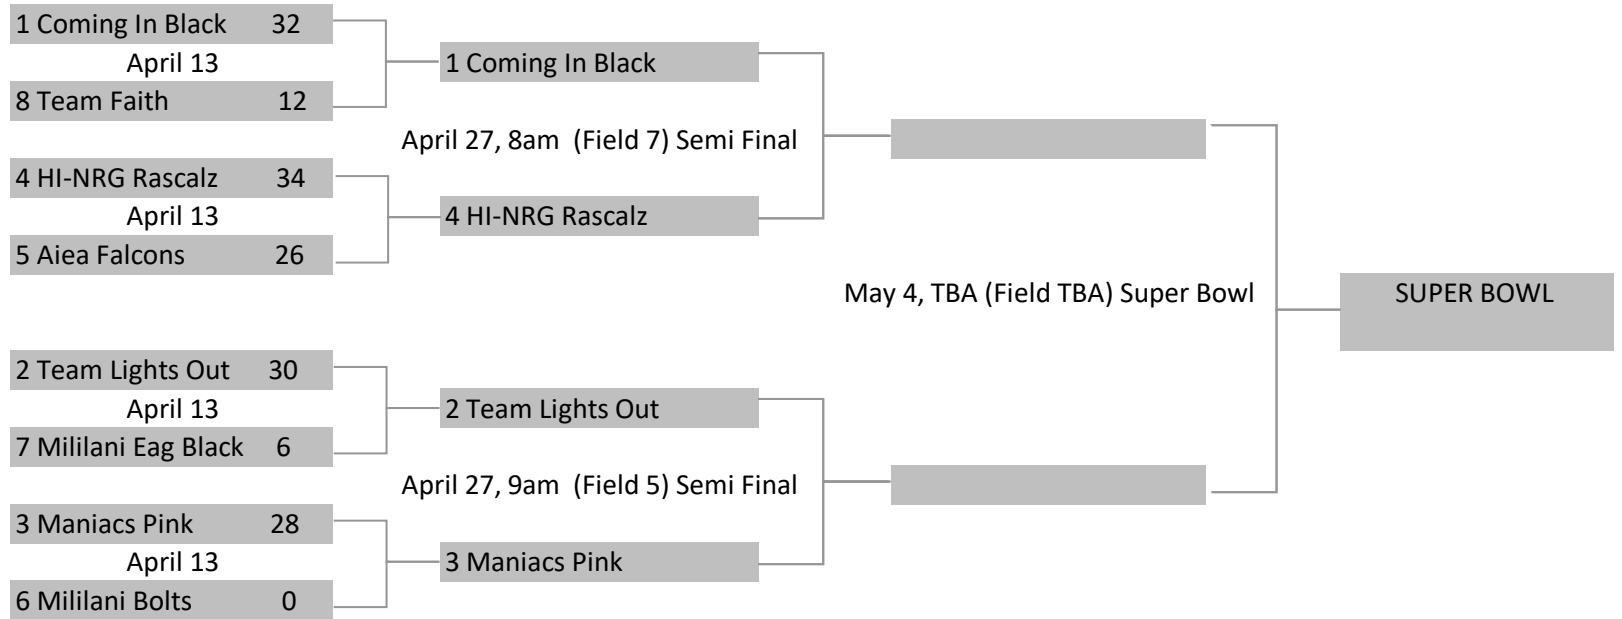 1 Coming In Black 32
April 13
8 Team Faith 12
1 Coming In Black
April 27, 8am (Field 7) Semi Final
4 HI-NRG Rascalz 34
April 13
5 Aiea Falcons 26
4 HI-NRG Rascalz
May 4, TBA (Field TBA) Super Bowl
SUPER BOWL
2 Team Lights Out 30
April 13
7 Mililani Eag Black 6
2 Team Lights Out
April 27, 9am (Field 5) Semi Final
3 Maniacs Pink 28
April 13
6 Mililani Bolts 0
3 Maniacs Pink